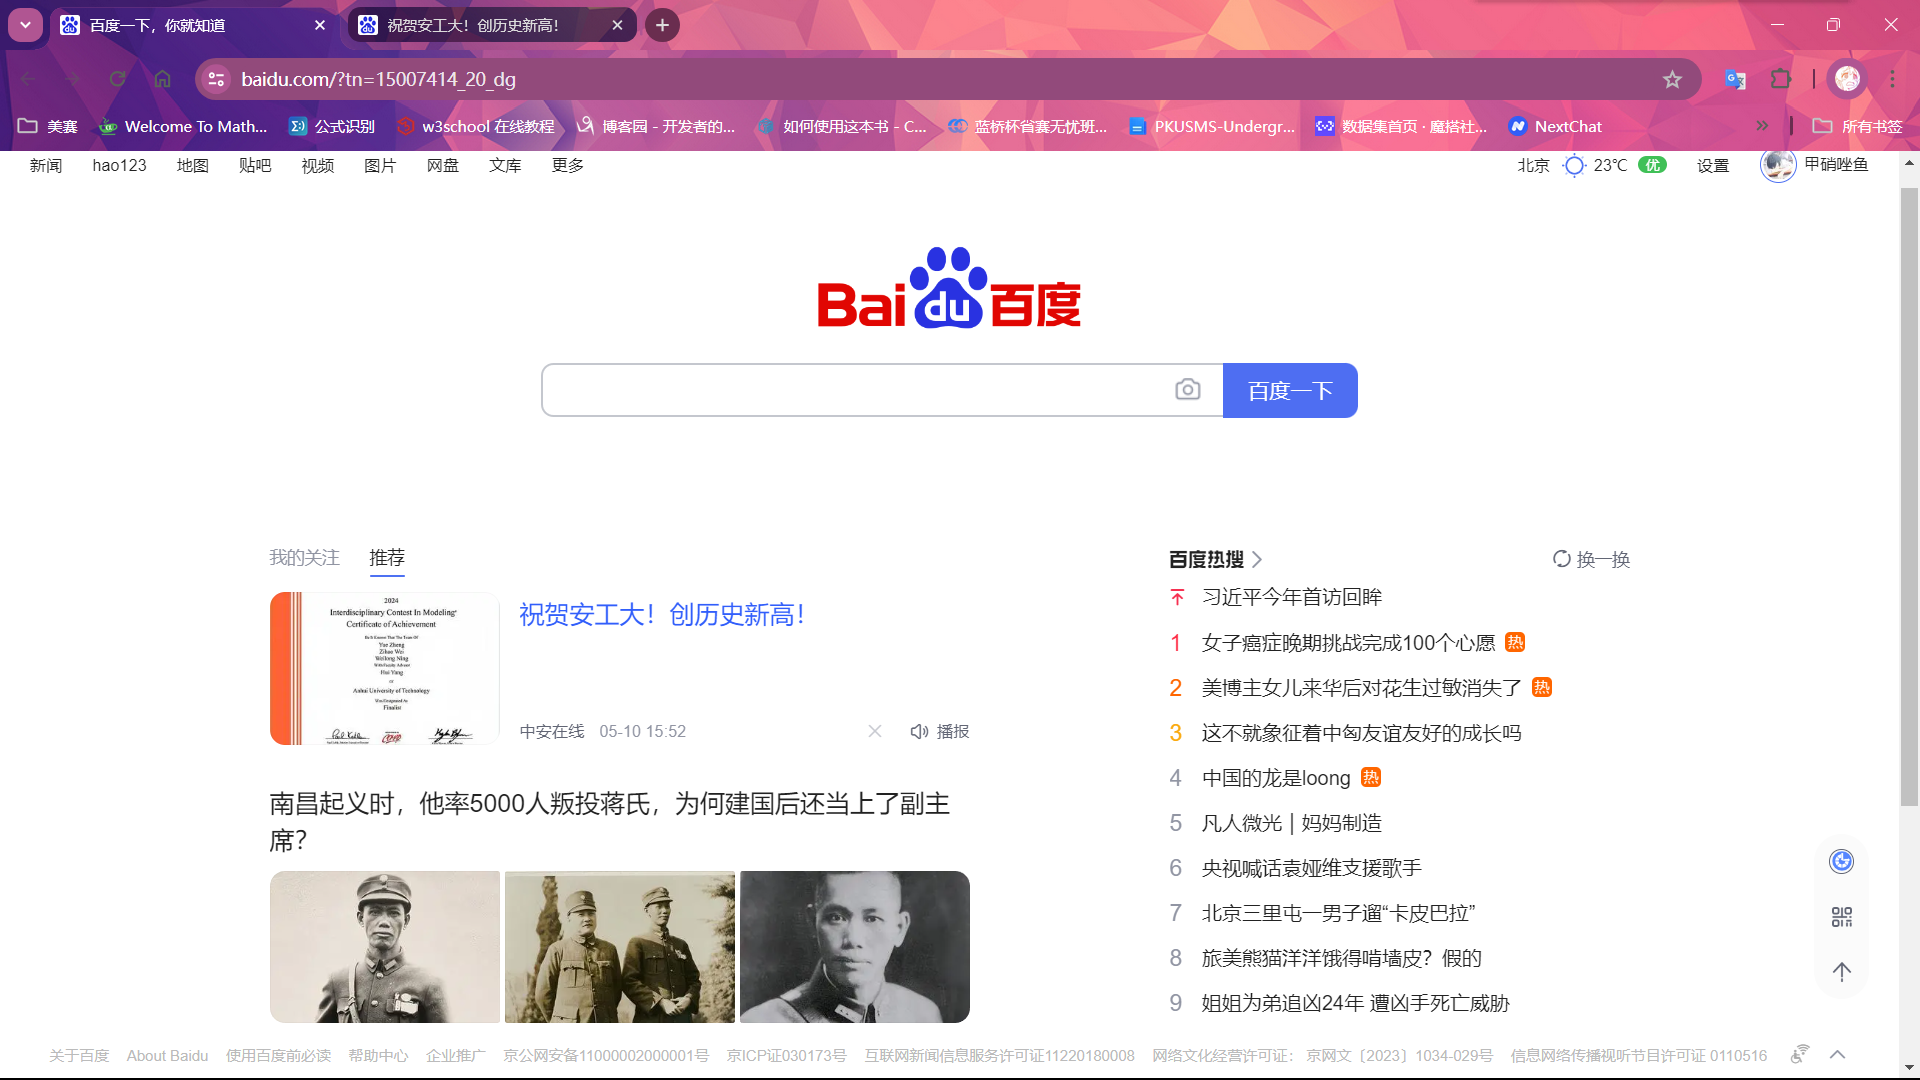 百度一下，你就知道
祝贺安工大！创历史新高！
baidu.com/?tn=15007414_20_dg
美赛
Welcome To Math...
公式识别
w3school 在线教程
博客园 - 开发者的...
如何使用这本书 - C...
蓝桥杯省赛无忧班...
PKUSMS-Undergr...
数据集首页 · 魔搭社...
NextChat
所有书签
新闻 hao123 地图 贴吧 视频 图片 网盘 文库 更多
北京 23℃ 优 设置 甲硝唑鱼
Bai du 百度
百度一下
我的关注 推荐
2024
Interdisciplinary Contest In Modeling
Certificate of Achievement
Be It Known That The Team Of
Yue Zheng
Zihao Wei
Weilong Ning
With Faculty Advisor
Hui Yang
Of
Anhui University of Technology
Was Designated As
Finalist
祝贺安工大！创历史新高！
中安在线 05-10 15:52
播报
南昌起义时，他率5000人叛投蒋氏，为何建国后还当上了副主
席？
百度热搜
换一换
习近平今年首访回眸
1 女子癌症晚期挑战完成100个心愿 热
2 美博主女儿来华后对花生过敏消失了 热
3 这不就象征着中匈友谊友好的成长吗
4 中国的龙是loong 热
5 凡人微光 | 妈妈制造
6 央视喊话袁娅维支援歌手
7 北京三里屯一男子遛“卡皮巴拉”
8 旅美熊猫洋洋饿得啃墙皮？假的
9 姐姐为弟追凶24年 遭凶手死亡威胁
关于百度 About Baidu 使用百度前必读 帮助中心 企业推广 京公网安备11000002000001号 京ICP证030173号 互联网新闻信息服务许可证11220180008 网络文化经营许可证： 京网文〔2023〕1034-029号 信息网络传播视听节目许可证 0110516